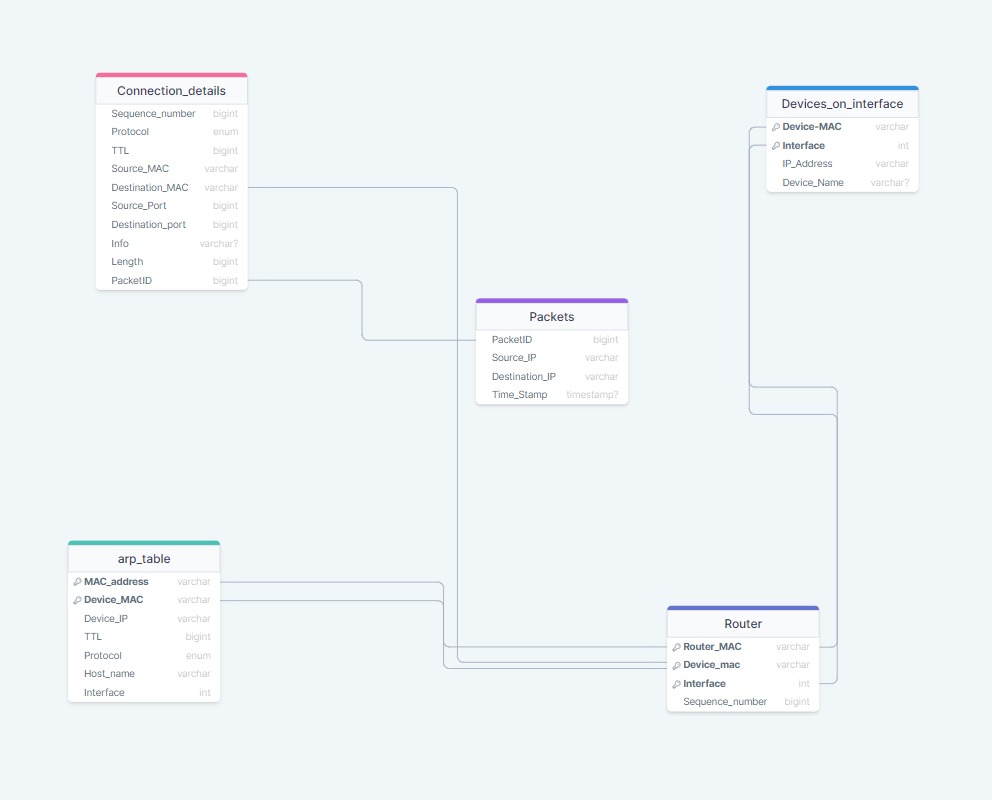 Connection_details
Sequence_number bigint
Protocol enum
TTL bigint
Source_MAC varchar
Destination_MAC varchar
Source_Port bigint
Destination_port bigint
Info varchar?
Length bigint
PacketID bigint
Devices_on_interface
Device-MAC varchar
Interface int
IP_Address varchar
Device_Name varchar?
Packets
PacketID bigint
Source_IP varchar
Destination_IP varchar
Time_Stamp timestamp?
arp_table
MAC_address varchar
Device_MAC varchar
Device_IP varchar
TTL bigint
Protocol enum
Host_name varchar
Interface int
Router
Router_MAC varchar
Device_mac varchar
Interface int
Sequence_number bigint